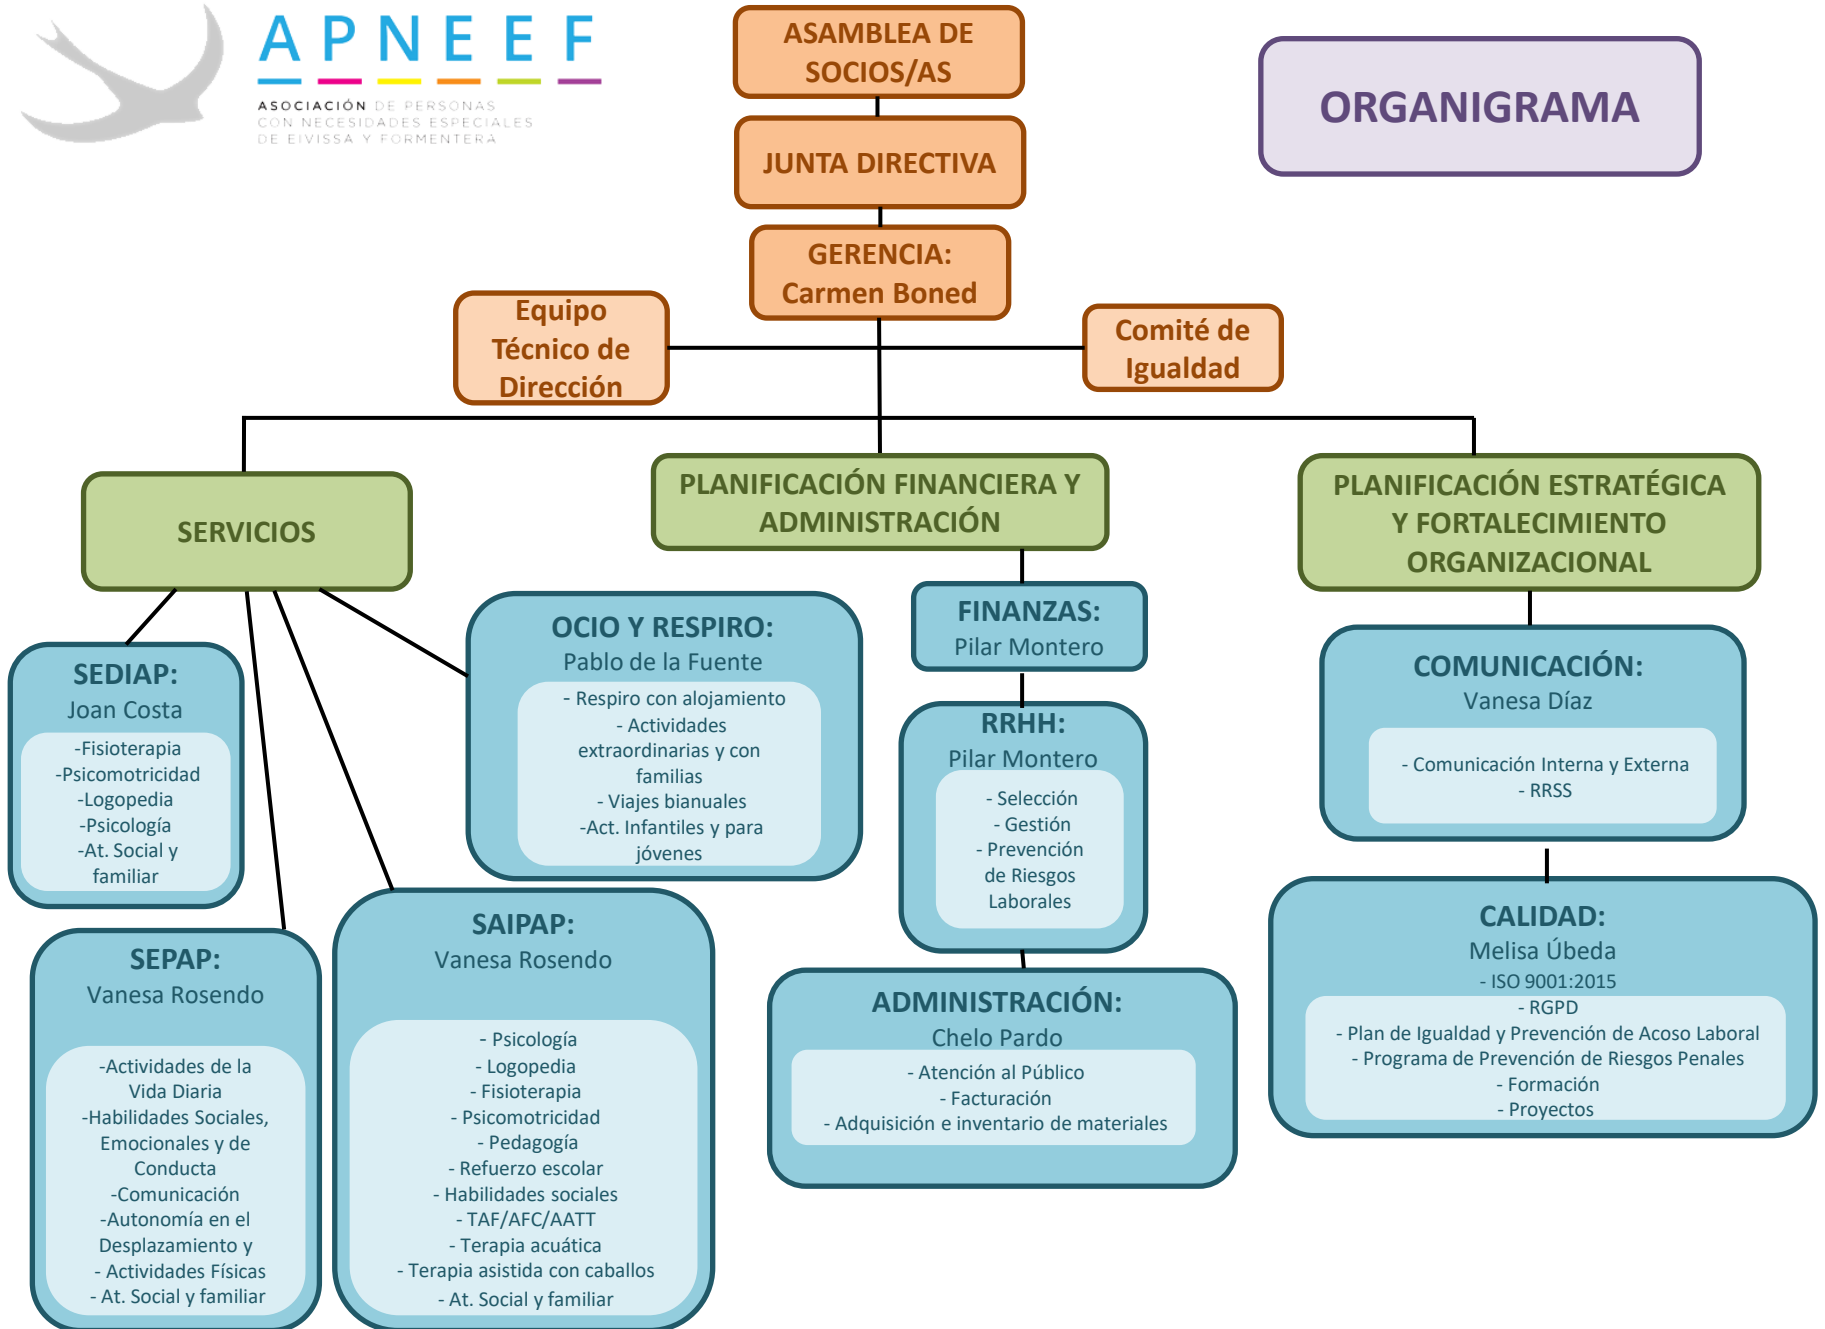 APNEEF
ASOCIACIÓN DE PERSONAS
CON NECESIDADES ESPECIALES
DE EIVISSA Y FORMENTERA
ASAMBLEA DE
SOCIOS/AS
ORGANIGRAMA
JUNTA DIRECTIVA
GERENCIA:
Carmen Boned
Equipo
Técnico de
Dirección
Comité de
Igualdad
SERVICIOS
PLANIFICACIÓN FINANCIERA Y
ADMINISTRACIÓN
PLANIFICACIÓN ESTRATÉGICA
Y FORTALECIMIENTO
ORGANIZACIONAL
SEDIAP:
Joan Costa
-Fisioterapia
-Psicomotricidad
-Logopedia
-Psicología
-At. Social y
familiar
OCIO Y RESPIRO:
Pablo de la Fuente
- Respiro con alojamiento
- Actividades
extraordinarias y con
familias
- Viajes bianuales
-Act. Infantiles y para
jóvenes
FINANZAS:
Pilar Montero
RRHH:
Pilar Montero
- Selección
- Gestión
- Prevención
de Riesgos
Laborales
COMUNICACIÓN:
Vanesa Díaz
- Comunicación Interna y Externa
- RRSS
SEPAP:
Vanesa Rosendo
-Actividades de la
Vida Diaria
-Habilidades Sociales,
Emocionales y de
Conducta
-Comunicación
-Autonomía en el
Desplazamiento y
- Actividades Físicas
- At. Social y familiar
SAIPAP:
Vanesa Rosendo
- Psicología
- Logopedia
- Fisioterapia
- Psicomotricidad
- Pedagogía
- Refuerzo escolar
- Habilidades sociales
- TAF/AFC/AATT
- Terapia acuática
- Terapia asistida con caballos
- At. Social y familiar
ADMINISTRACIÓN:
Chelo Pardo
- Atención al Público
- Facturación
- Adquisición e inventario de materiales
CALIDAD:
Melisa Úbeda
- ISO 9001:2015
- RGPD
- Plan de Igualdad y Prevención de Acoso Laboral
- Programa de Prevención de Riesgos Penales
- Formación
- Proyectos